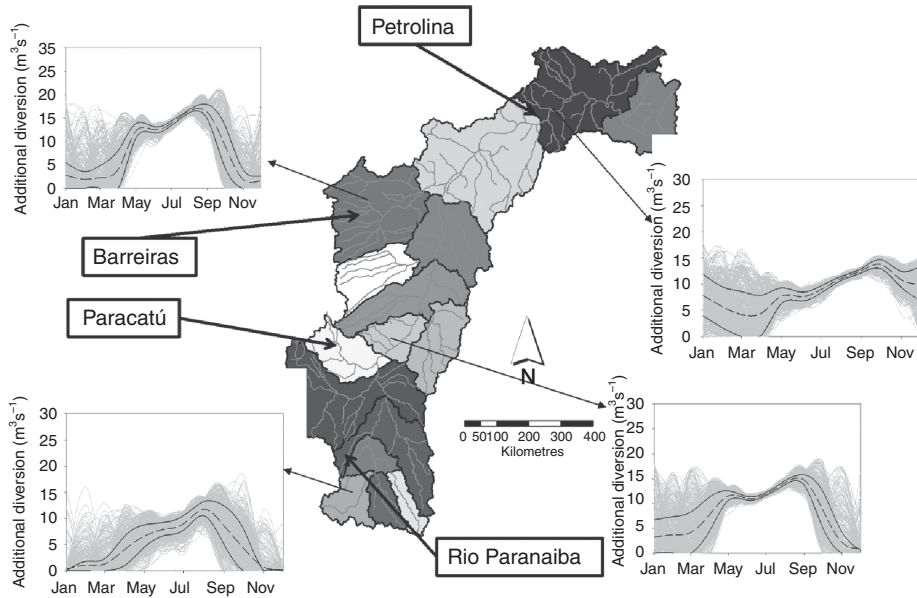 Petrolina
Additional diversion (m³s⁻¹)
35
30
25
20
15
10
5
0
Jan Mar May Jul Sep Nov
Barreiras
Additional diversion (m³s⁻¹)
30
25
20
15
10
5
0
Jan Mar May Jul Sep Nov
Paracatú
N
0 50100 200 300 400
Kilometres
Additional diversion (m³s⁻¹)
30
25
20
15
10
5
0
Jan Mar May Jul Sep Nov
Additional diversion (m³s⁻¹)
30
25
20
15
10
5
0
Jan Mar May Jul Sep Nov
Rio Paranaiba